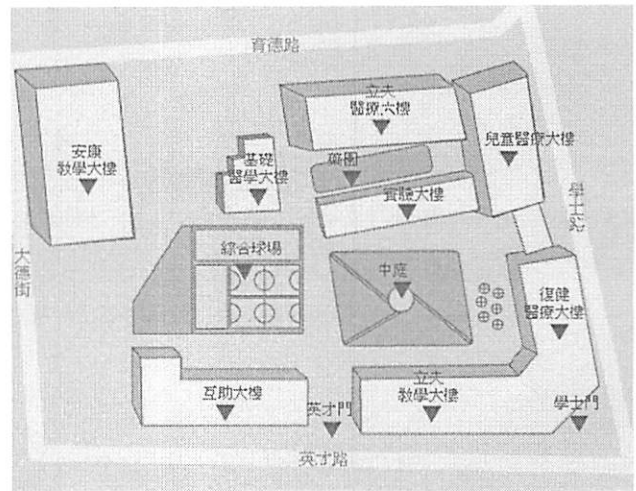 育德路
立夫
醫療大樓
安康
教學大樓
兒童醫療大樓
基礎
醫學大樓
藥園
實驗大樓
學士路
大德街
綜合球場
中庭
復健
醫療大樓
互助大樓
英才門
立夫
教學大樓
學士門
英才路